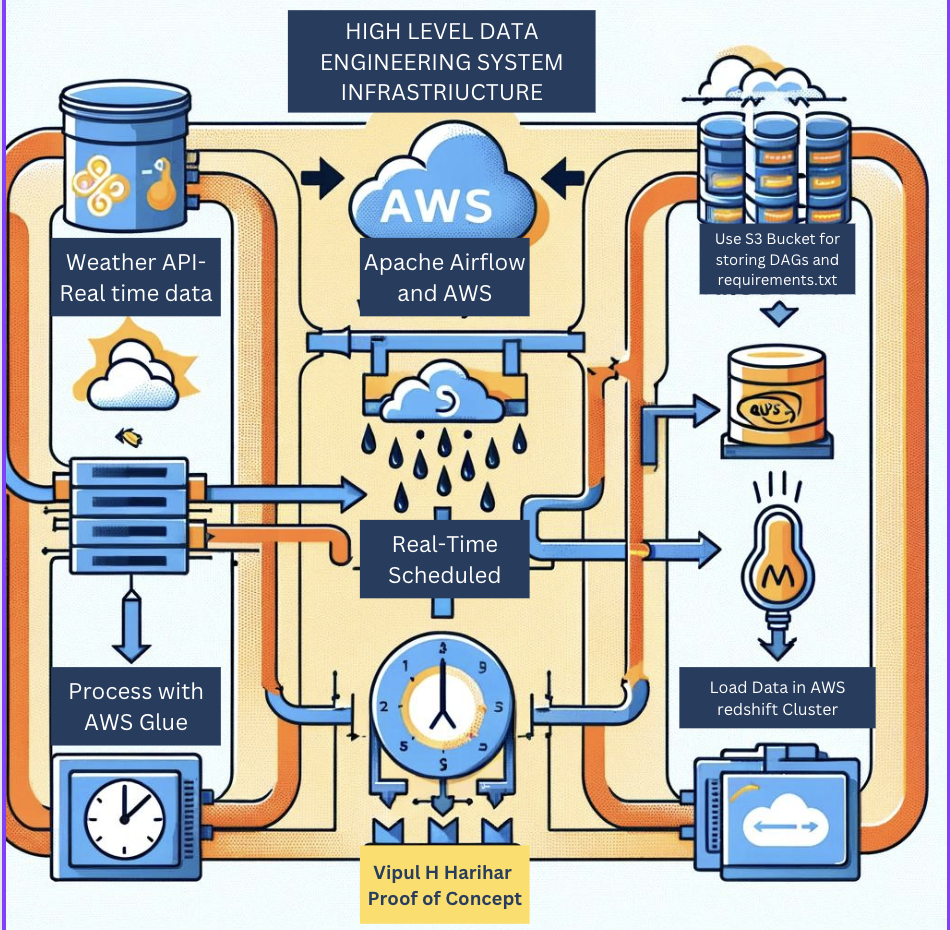 HIGH LEVEL DATA
ENGINEERING SYSTEM
INFRASTRIUCTURE
AWS
Weather API-
Real time data
Apache Airflow
and AWS
Use S3 Bucket for
storing DAGs and
requirements.txt
S
Real-Time
Scheduled
M
1
2
5
Process with
AWS Glue
Load Data in AWS
redshift Cluster
Vipul H Harihar
Proof of Concept